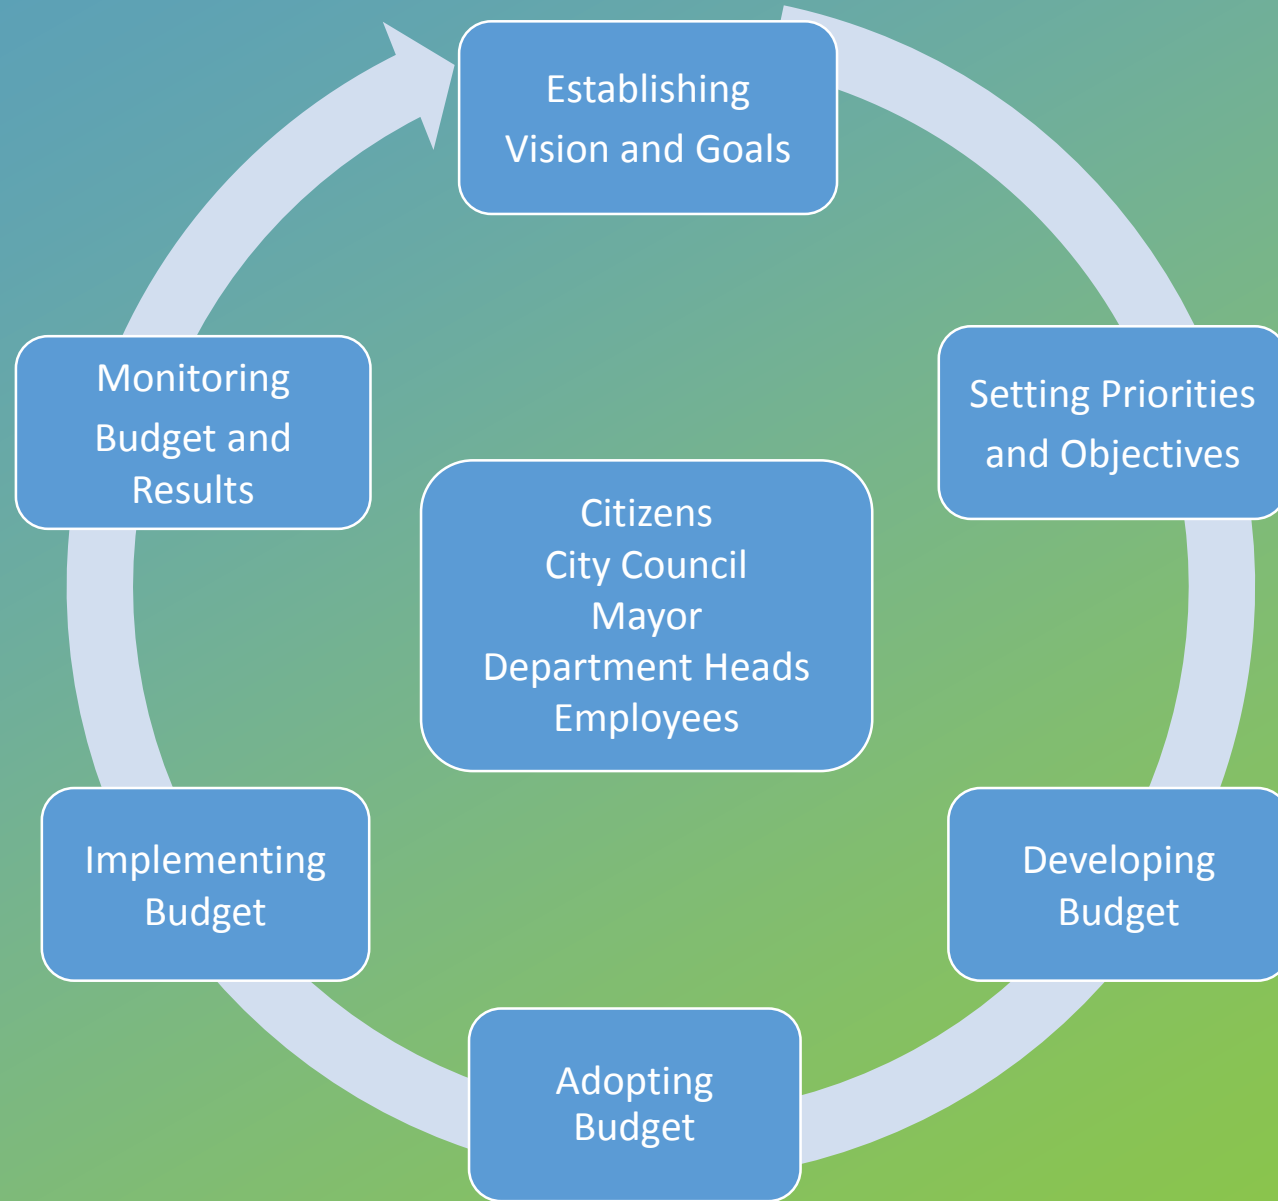 Establishing
Vision and Goals
Setting Priorities
and Objectives
Developing
Budget
Adopting
Budget
Implementing
Budget
Monitoring
Budget and
Results
Citizens
City Council
Mayor
Department Heads
Employees